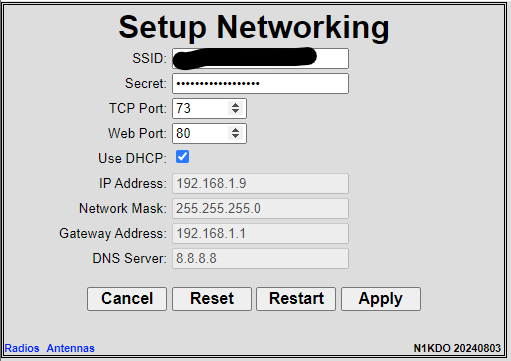 Setup Networking
SSID:
Secret: •••••••••••••••••
TCP Port: 73
Web Port: 80
Use DHCP:
IP Address: 192.168.1.9
Network Mask: 255.255.255.0
Gateway Address: 192.168.1.1
DNS Server: 8.8.8.8
Cancel Reset Restart Apply
Radios Antennas N1KDO 20240803